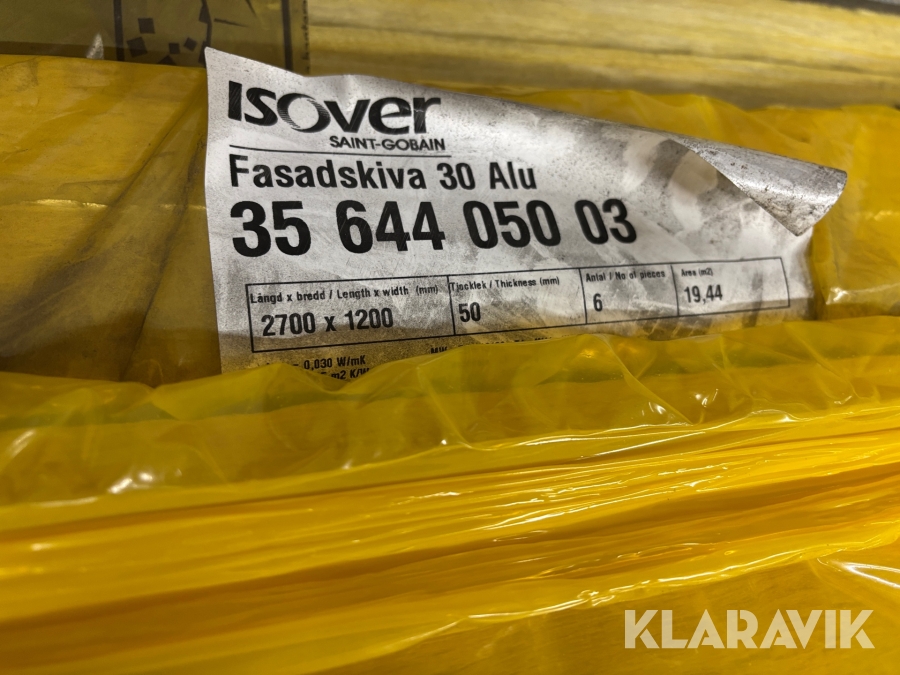 Isover
SAINT-GOBAIN
Fasadskiva 30 Alu
35 644 050 03
Längd x bredd / Length x width (mm) Tjocklek / Thickness (mm) Antal / No of pieces Area (m2)
2700 x 1200 50 6 19,44
0,030 W/mK
m2 K/W
KLARAVIK